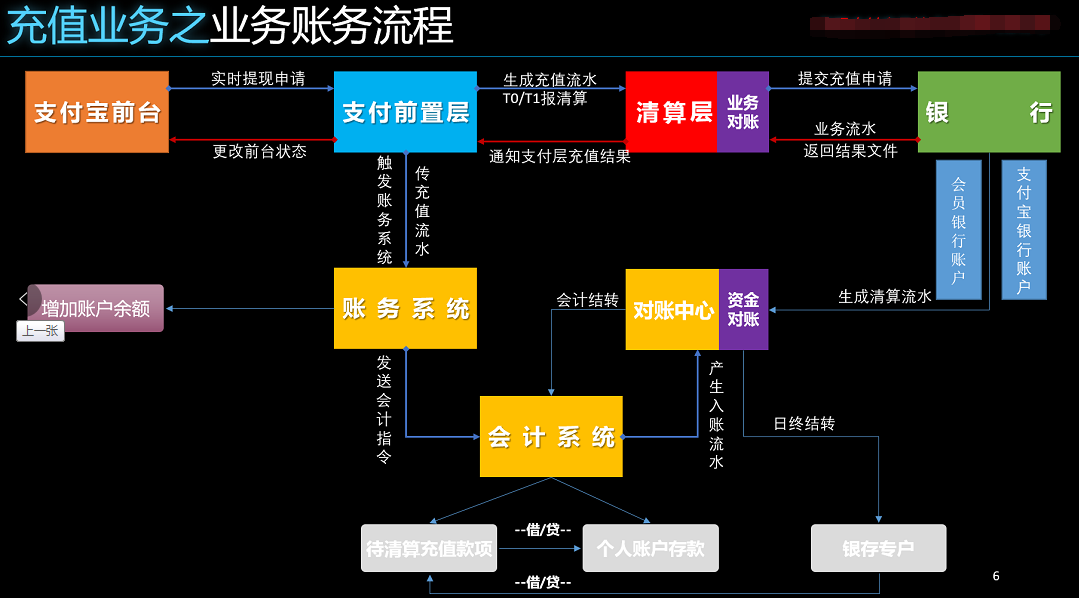 充值业务之业务账务流程
支付宝前台
实时提现申请
更改前台状态
支付前置层
生成充值流水
T0/T1报清算
通知支付层充值结果
清算层
业务
对账
提交充值申请
业务流水
返回结果文件
银 行
触发账务系统
传充值流水
会员银行账户
支付宝银行账户
增加账户余额
上一张
账务系统
会计结转
对账中心
资金
对账
生成清算流水
发送会计指令
会计系统
产生入账流水
日终结转
--借/贷--
待清算充值款项
个人账户存款
银存专户
--借/贷--
6